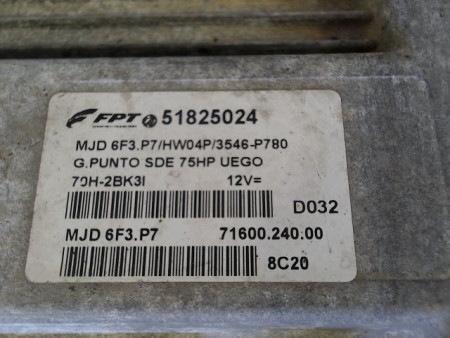 FPT 51825024
MJD 6F3.P7/HW04P/3546-P780
G.PUNTO SDE 75HP UEGO
70H-2BK3I 12V=
D032
MJD 6F3.P7 71600.240.00
8C20